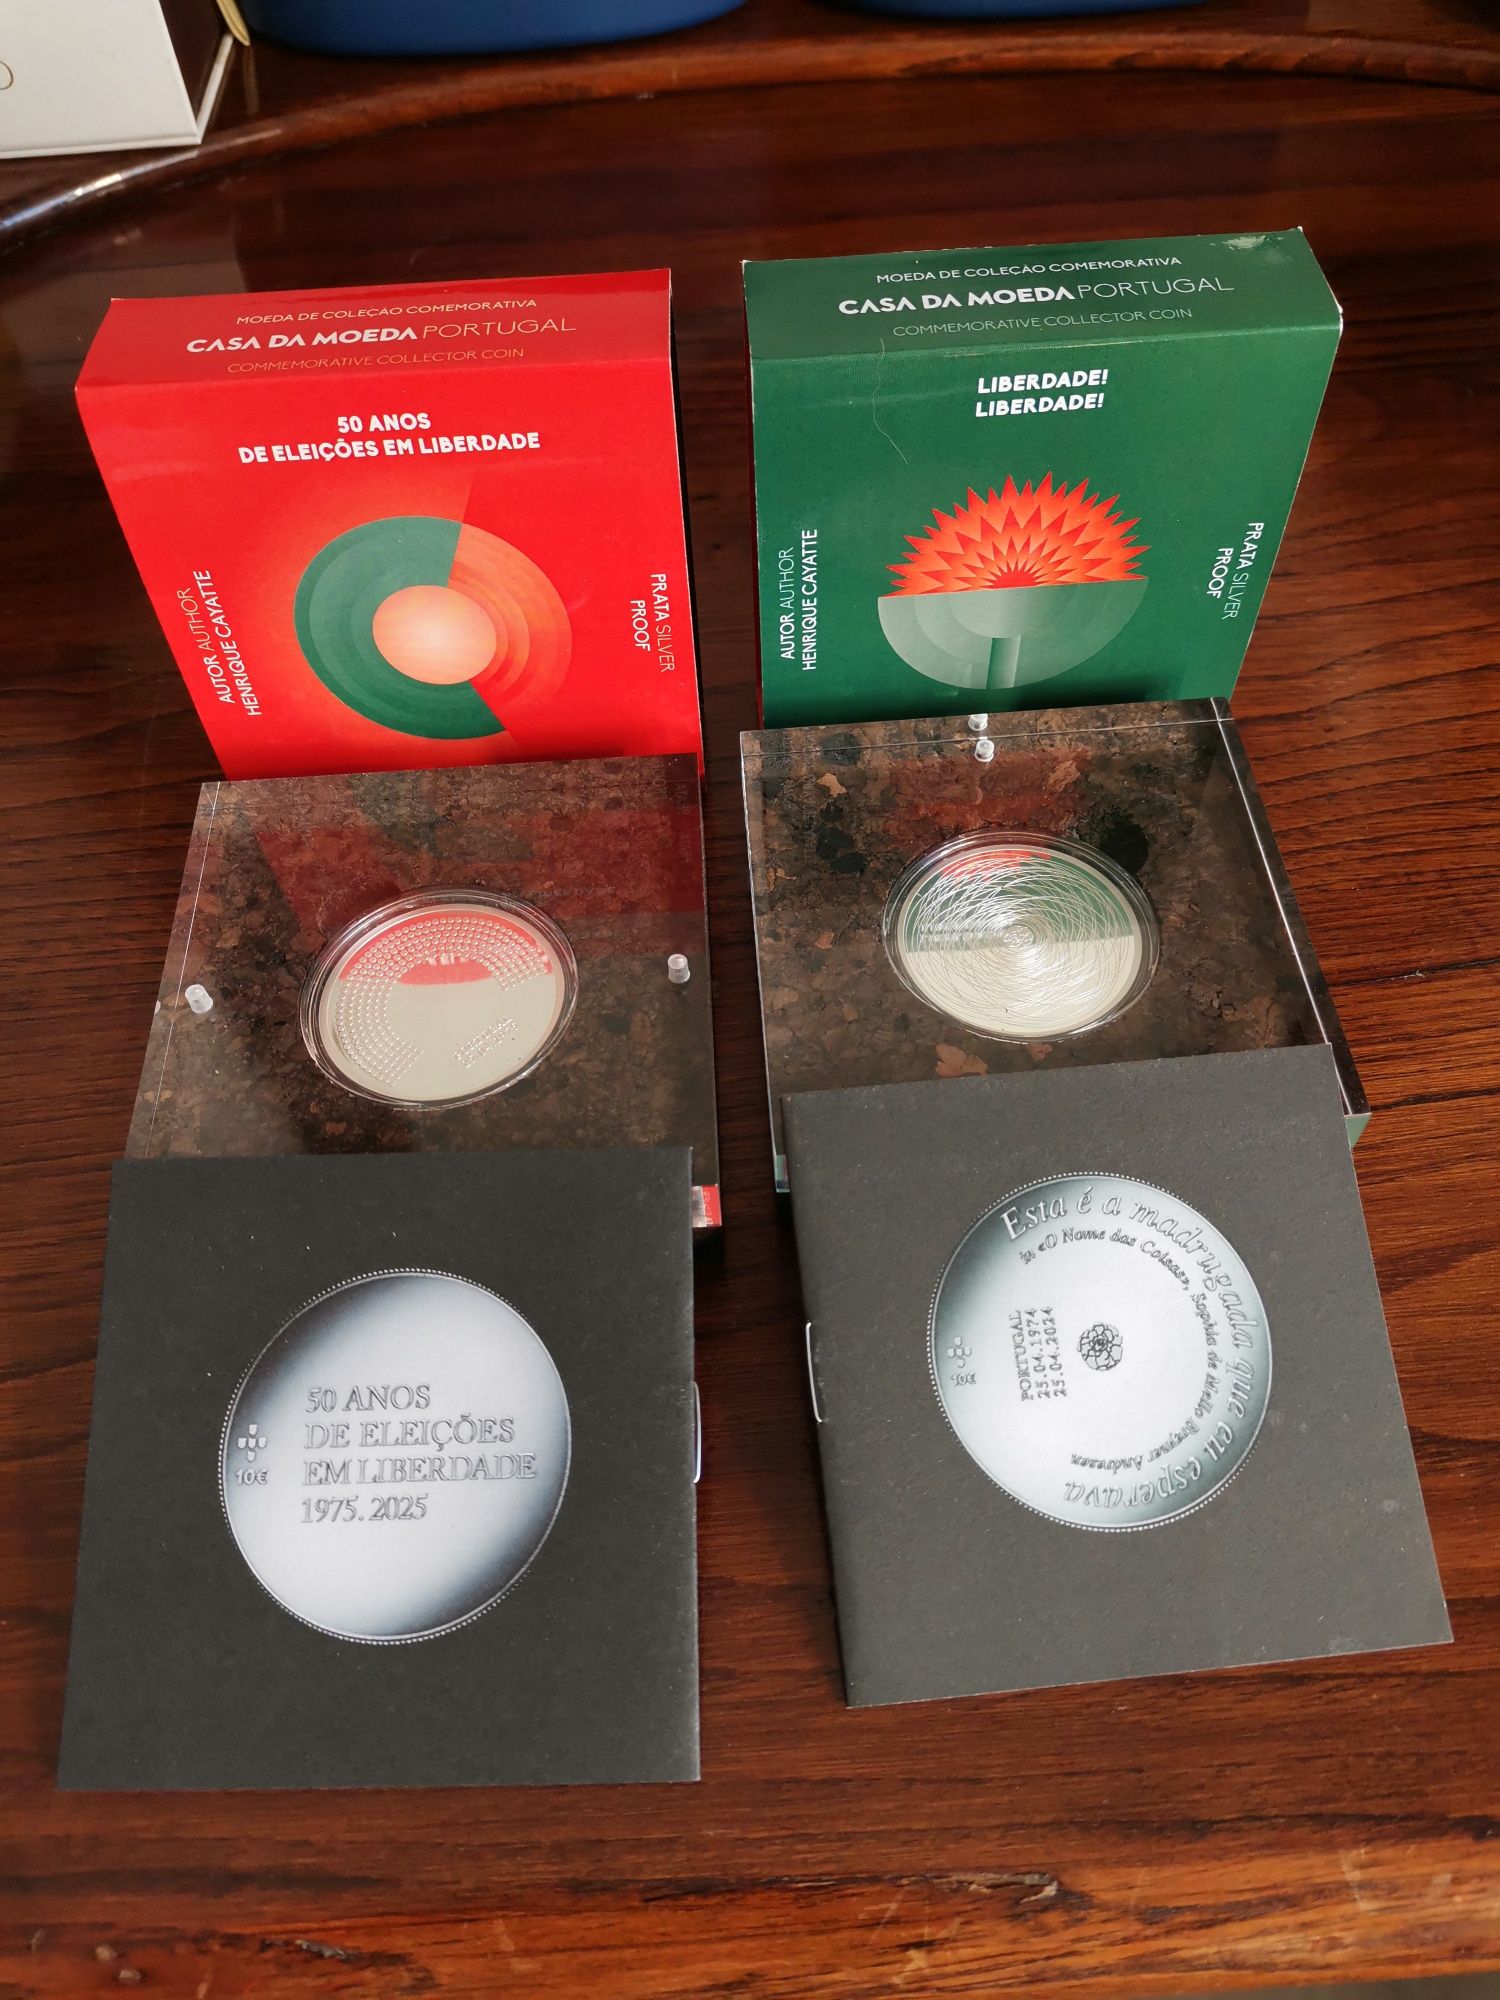 MOEDA DE COLEÇÃO COMEMORATIVA
CASA DA MOEDA PORTUGAL
COMMEMORATIVE COLLECTOR COIN
50 ANOS
DE ELEIÇÕES EM LIBERDADE
AUTOR AUTHOR
HENRIQUE CAYATTE
PRATA SILVER
PROOF
MOEDA DE COLEÇÃO COMEMORATIVA
CASA DA MOEDA PORTUGAL
COMMEMORATIVE COLLECTOR COIN
LIBERDADE!
LIBERDADE!
AUTOR AUTHOR
HENRIQUE CAYATTE
PRATA SILVER
PROOF
10€
50 ANOS
DE ELEIÇÕES
EM LIBERDADE
1975.2025
Esta é a madrugada que eu esperava
in «O Nome das Coisas», Sophia de Mello Breyner Andresen
PORTUGAL
25.04.1974
25.04.2024
10€